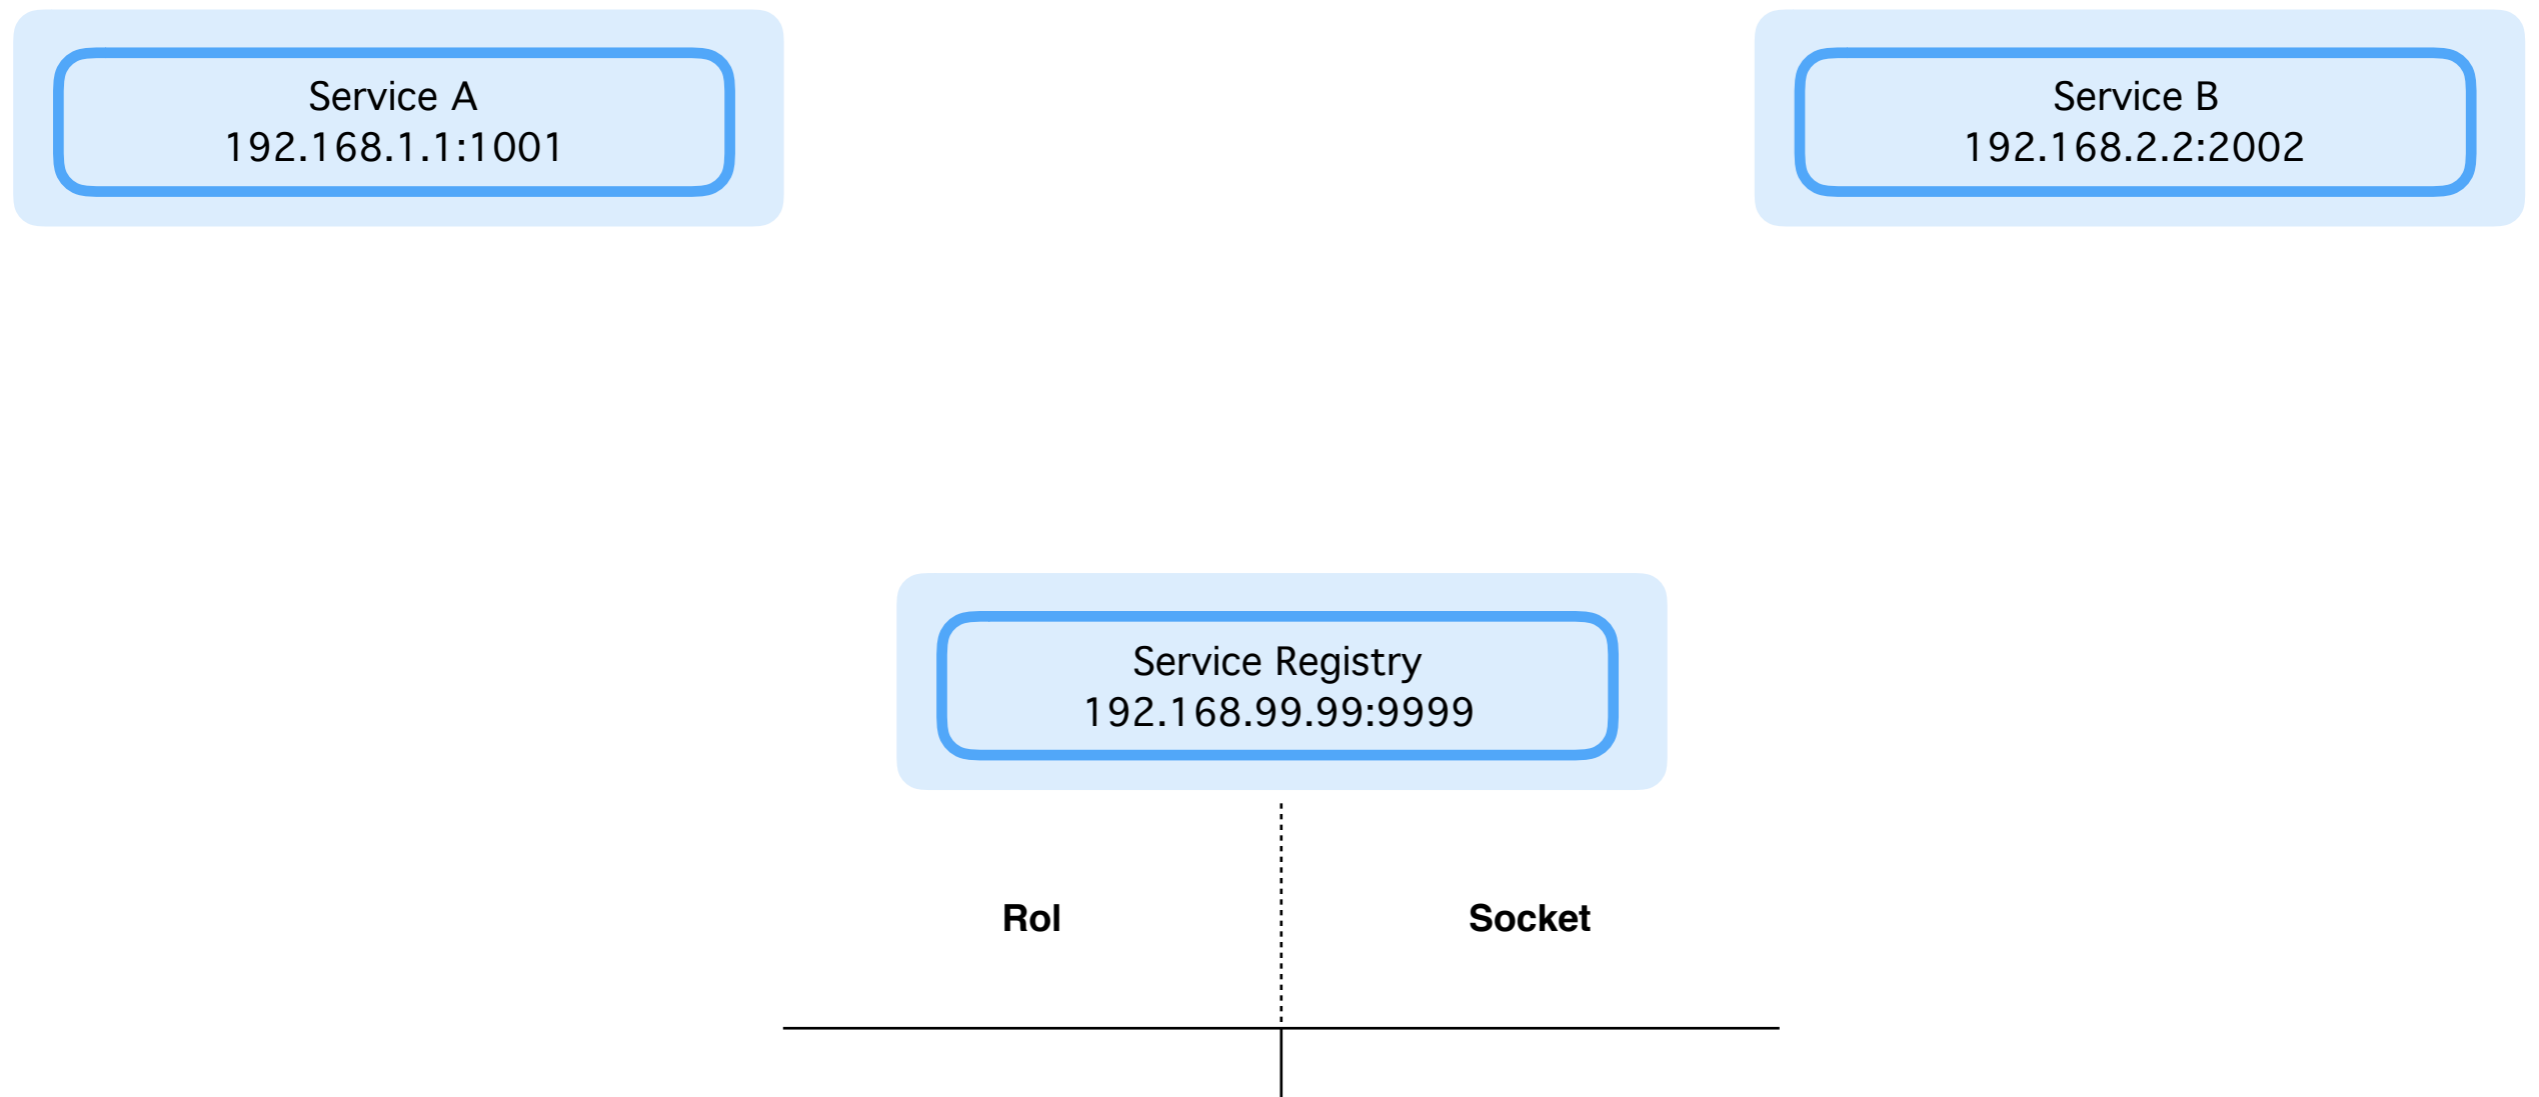 Service A
192.168.1.1:1001
Service B
192.168.2.2:2002
Service Registry
192.168.99.99:9999
Rol
Socket